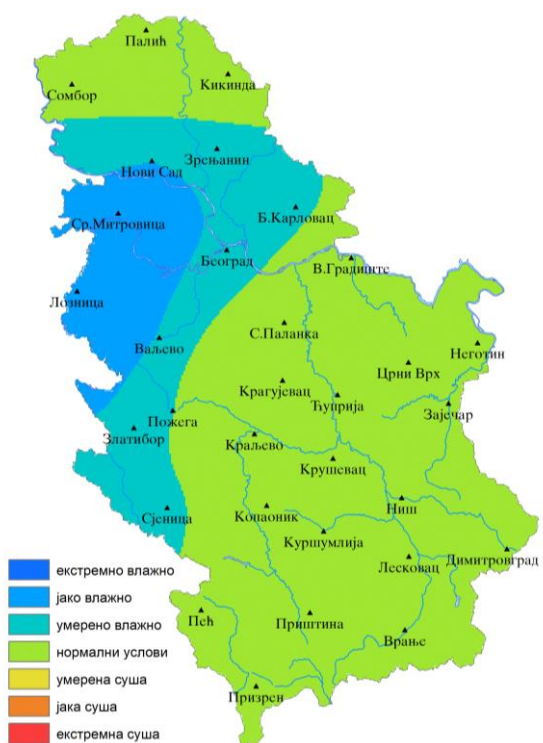 Палић
Кикинда
Сомбор
Зрењанин
Нови Сад
Б.Карловац
Ср.Митровица
Београд
В.Градиште
Лозница
С.Паланка
Ваљево
Неготин
Црни Врх
Крагујевац
Ћуприја
Зајечар
Пожега
Златибор
Краљево
Крушевац
Ниш
Копаоник
Сјеница
Куршумлија
Димитровград
Лесковац
Пећ
Приштина
Врање
Призрен
екстремно влажно
јако влажно
умерено влажно
нормални услови
умерена суша
јака суша
екстремна суша